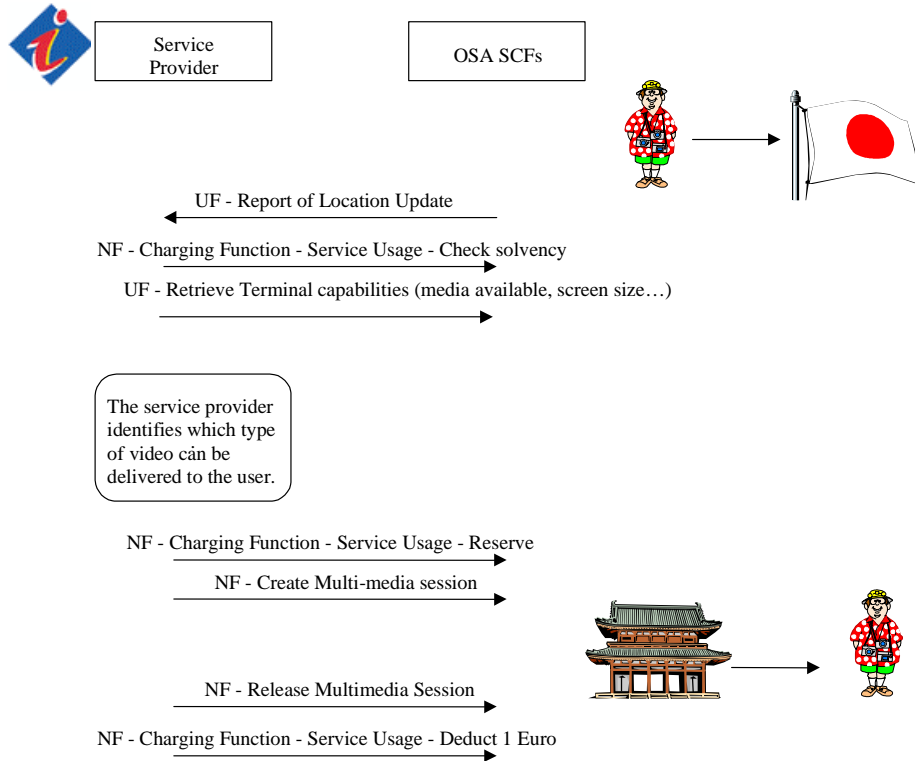 i
Service
Provider
OSA SCFs
UF - Report of Location Update
NF - Charging Function - Service Usage - Check solvency
UF - Retrieve Terminal capabilities (media available, screen size…)
The service provider
identifies which type
of video can be
delivered to the user.
NF - Charging Function - Service Usage - Reserve
NF - Create Multi-media session
NF - Release Multimedia Session
NF - Charging Function - Service Usage - Deduct 1 Euro